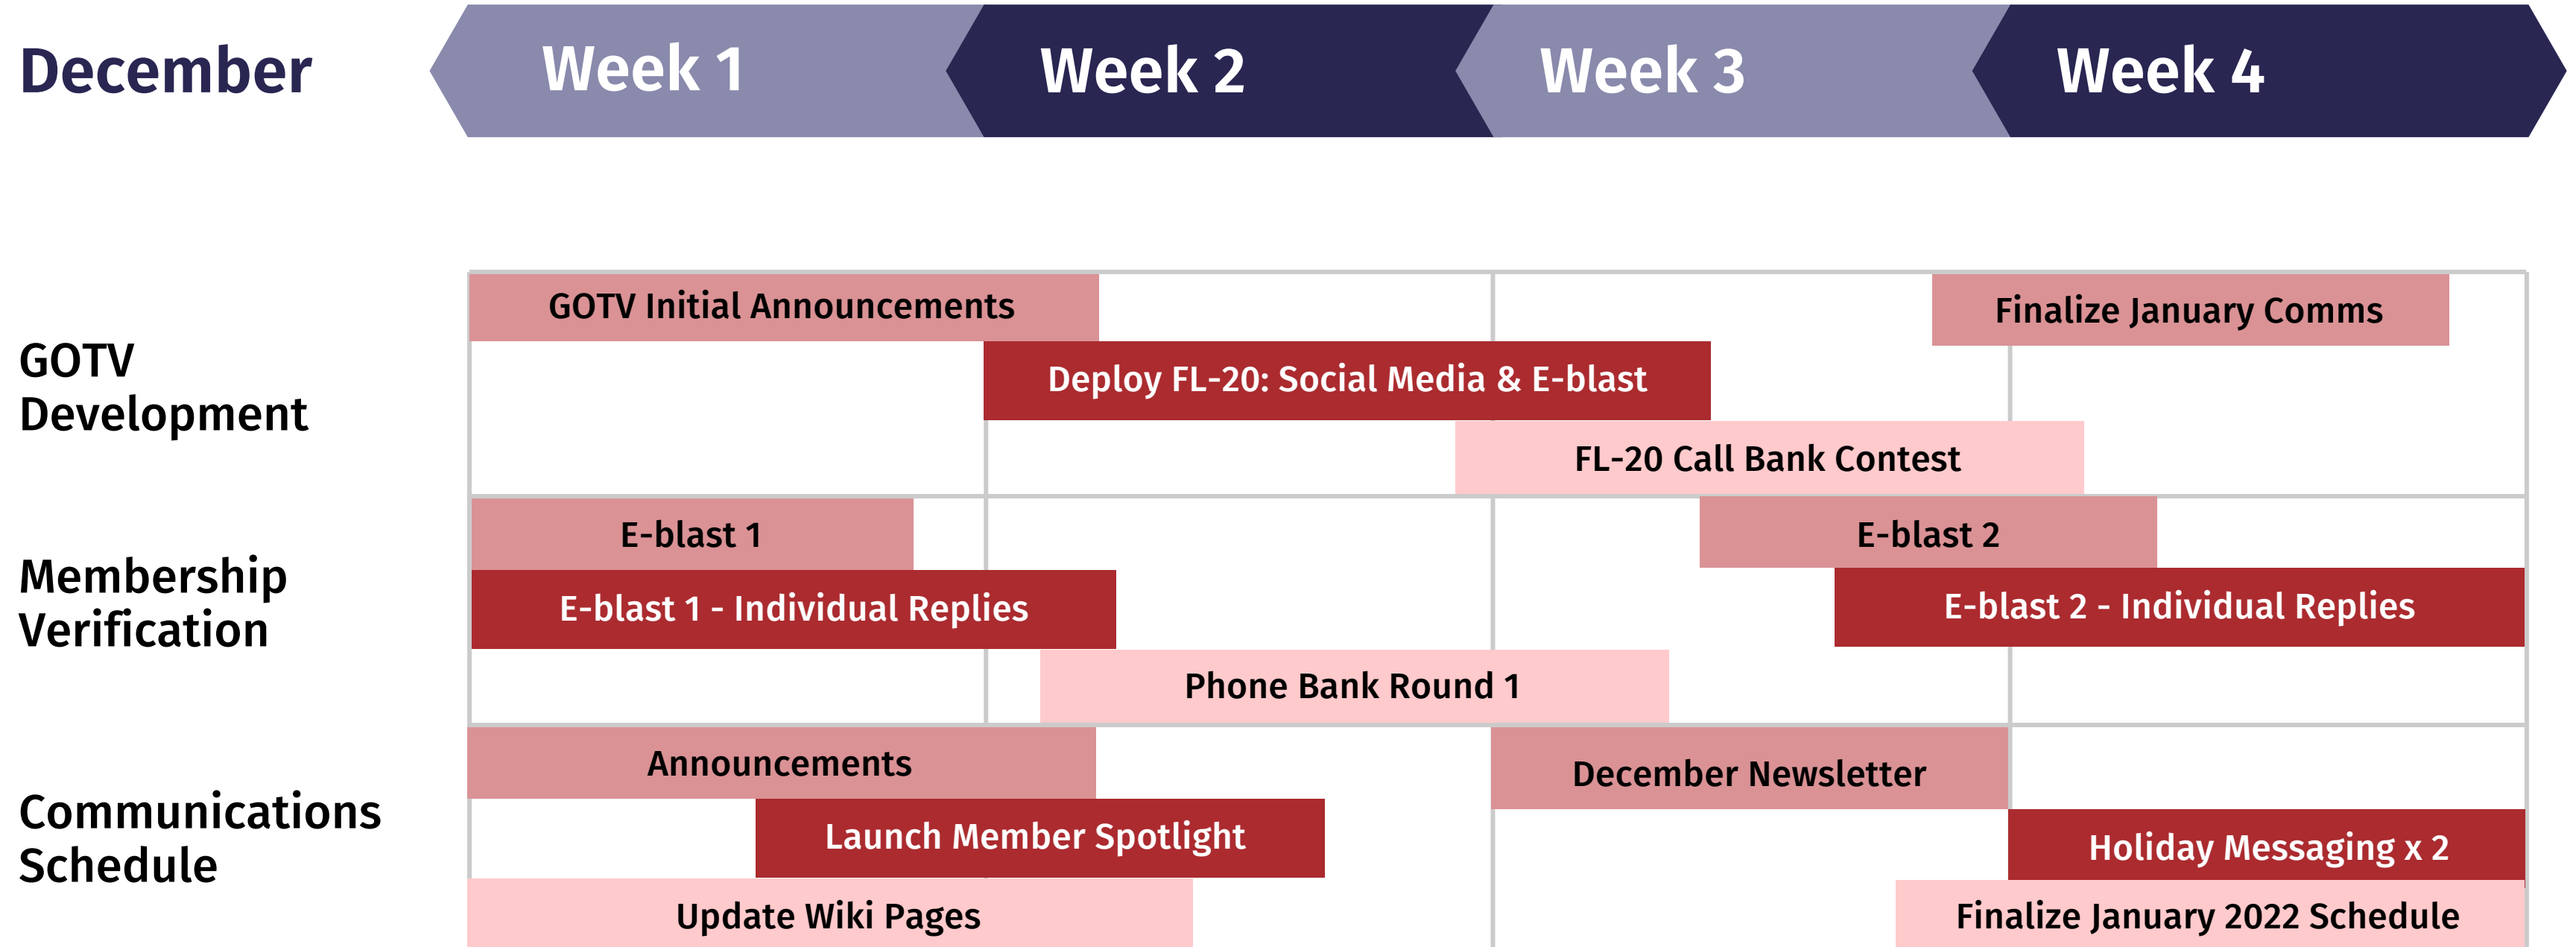 December
Week 1
Week 2
Week 3
Week 4
GOTV
Development
GOTV Initial Announcements
Finalize January Comms
Deploy FL-20: Social Media & E-blast
FL-20 Call Bank Contest
Membership
Verification
E-blast 1
E-blast 2
E-blast 1 - Individual Replies
E-blast 2 - Individual Replies
Phone Bank Round 1
Communications
Schedule
Announcements
December Newsletter
Launch Member Spotlight
Holiday Messaging x 2
Update Wiki Pages
Finalize January 2022 Schedule